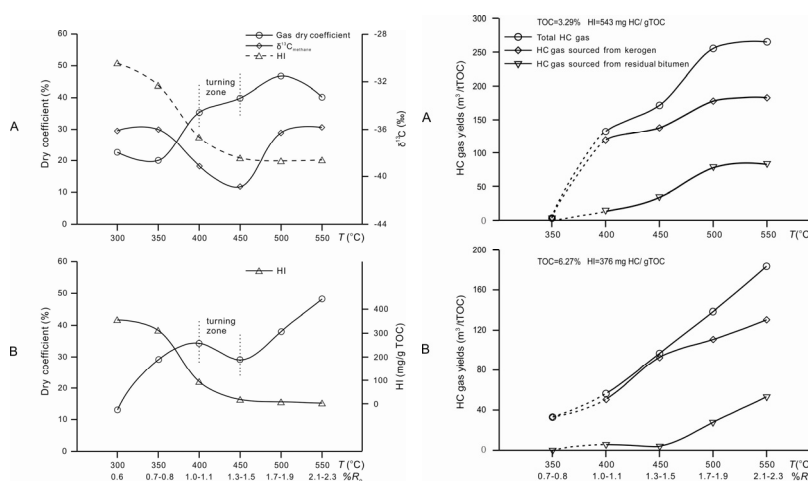 Gas dry coefficient
δ¹³Cmethane
HI
turning
zone
Dry coefficient (%)
60
50
40
30
20
10
0
-28
-32
-36
-40
-44
δ¹³C (‰)
A
300 350 400 450 500 550 T(°C)
HI
turning
zone
Dry coefficient (%)
60
50
40
30
20
10
0
400
300
200
100
0
HI (mg/g TOC)
B
300 350 400 450 500 550 T(°C)
0.6 0.7-0.8 1.0-1.1 1.3-1.5 1.7-1.9 2.1-2.3 %Ro
TOC=3.29% HI=543 mg HC/ gTOC
Total HC gas
HC gas sourced from kerogen
HC gas sourced from residual bitumen
A
HC gas yields (m³/tTOC)
300
250
200
150
100
50
0
350 400 450 500 550 T(°C)
TOC=6.27% HI=376 mg HC/ gTOC
B
HC gas yields (m³/tTOC)
200
160
120
80
40
0
350 400 450 500 550 T(°C)
0.7-0.8 1.0-1.1 1.3-1.5 1.7-1.9 2.1-2.3 %Ro